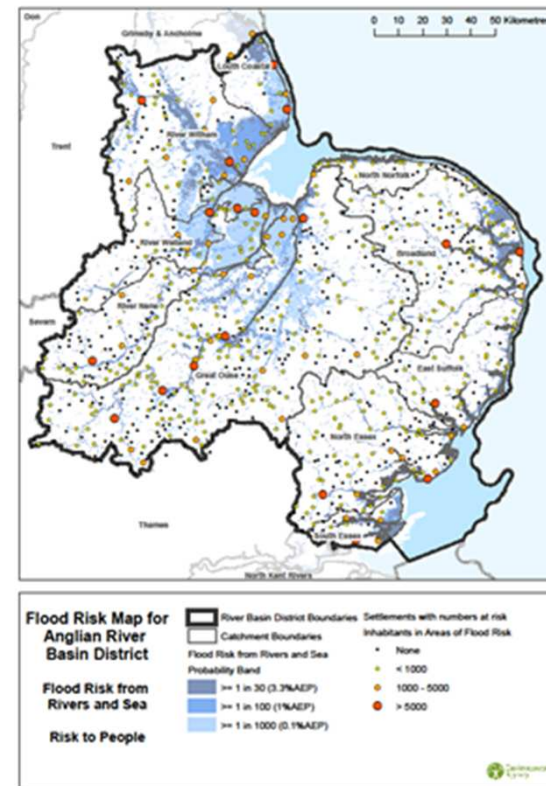 Don
Grimsby & Ancholme
0 10 20 30 40 50 Kilometres
South Coastal
Trent
River Witham
North Norfolk
River Welland
Broadland
River Nene
Severn
East Suffolk
Great Ouse
North Essex
Thames
South Essex
North Kent Rivers
Flood Risk Map for
Anglian River
Basin District
Flood Risk from
Rivers and Sea
Risk to People
River Basin District Boundaries
Catchment Boundaries
Flood Risk from Rivers and Sea
Probability Band
>= 1 in 30 (3.3%AEP)
>= 1 in 100 (1%AEP)
>= 1 in 1000 (0.1%AEP)
Settlements with numbers at risk
Inhabitants in Areas of Flood Risk
None
< 1000
1000 - 5000
> 5000
Environment
Agency